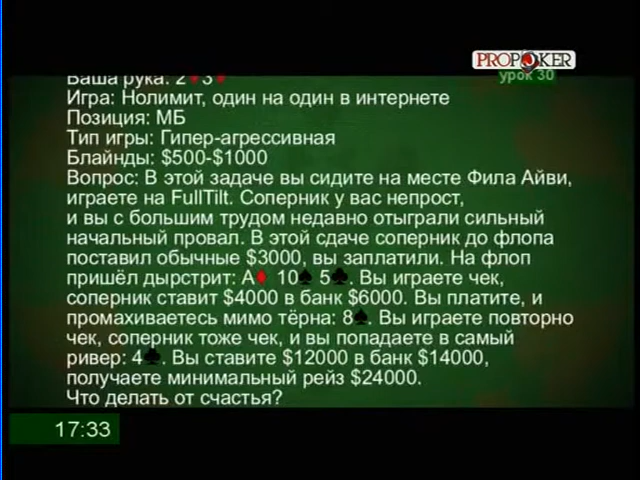 PROPOKER
урок 30
Ваша рука: 2♦3♦
Игра: Нолимит, один на один в интернете
Позиция: МБ
Тип игры: Гипер-агрессивная
Блайнды: $500-$1000
Вопрос: В этой задаче вы сидите на месте Фила Айви,
играете на FullTilt. Соперник у вас непрост,
и вы с большим трудом недавно отыграли сильный
начальный провал. В этой сдаче соперник до флопа
поставил обычные $3000, вы заплатили. На флоп
пришёл дырстрит: А♦ 10♠ 5♣. Вы играете чек,
соперник ставит $4000 в банк $6000. Вы платите, и
промахиваетесь мимо тёрна: 8♠. Вы играете повторно
чек, соперник тоже чек, и вы попадаете в самый
ривер: 4♣. Вы ставите $12000 в банк $14000,
получаете минимальный рейз $24000.
Что делать от счастья?
17:33